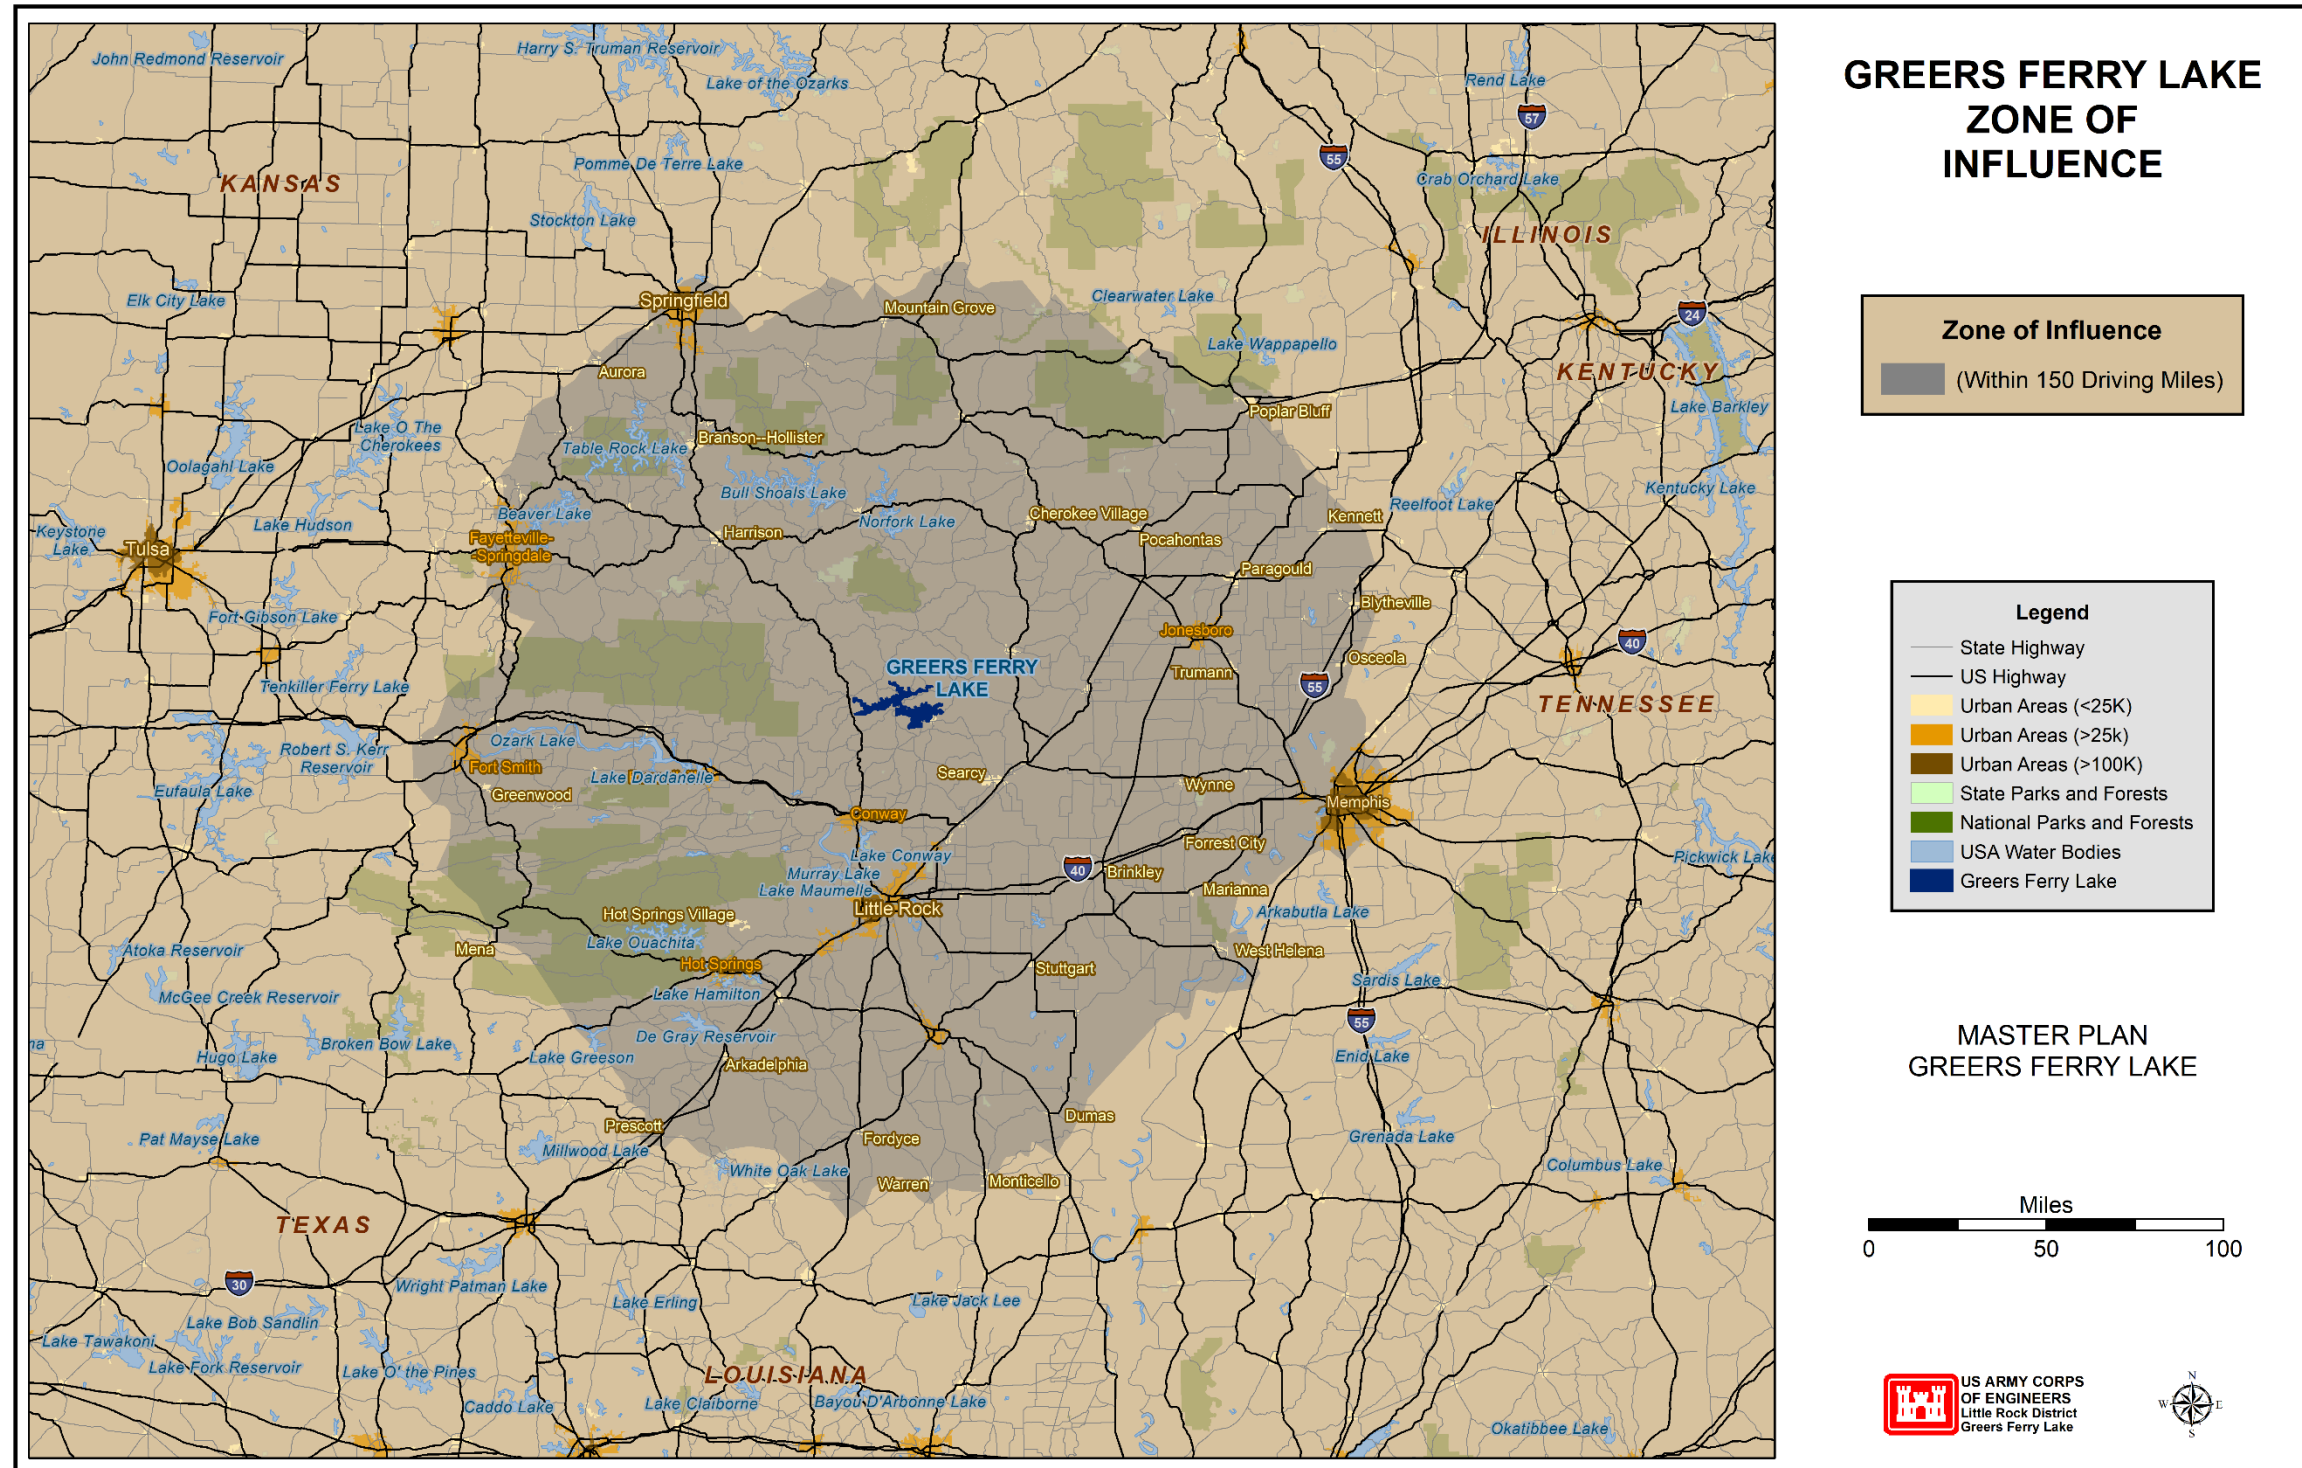 GREERS FERRY LAKE
ZONE OF
INFLUENCE
Zone of Influence
(Within 150 Driving Miles)
Legend
State Highway
US Highway
Urban Areas (<25K)
Urban Areas (>25k)
Urban Areas (>100K)
State Parks and Forests
National Parks and Forests
USA Water Bodies
Greers Ferry Lake
MASTER PLAN
GREERS FERRY LAKE
Miles
0 50 100
US ARMY CORPS
OF ENGINEERS
Little Rock District
Greers Ferry Lake
N
W E
S
John Redmond Reservoir
Harry S. Truman Reservoir
Lake of the Ozarks
Rend Lake
57
55
Pomme De Terre Lake
KANSAS
Crab Orchard Lake
Stockton Lake
ILLINOIS
Elk City Lake
Springfield
Mountain Grove
Clearwater Lake
24
Lake Wappapello
Aurora
KENTUCKY
Lake Barkley
Poplar Bluff
Lake O The
Cherokees
Branson--Hollister
Table Rock Lake
Oolagahl Lake
Bull Shoals Lake
Kentucky Lake
Reelfoot Lake
Beaver Lake
Cherokee Village
Kennett
Norfork Lake
Lake Hudson
Keystone
Lake
Harrison
Fayetteville-
-Springdale
Pocahontas
Tulsa
Paragould
Blytheville
Fort Gibson Lake
Jonesboro
40
Osceola
GREERS FERRY
LAKE
Trumann
55
Tenkiller Ferry Lake
TENNESSEE
Ozark Lake
Robert S. Kerr
Reservoir
Fort Smith
Lake Dardanelle
Searcy
Wynne
Eufaula Lake
Greenwood
Memphis
Conway
Forrest City
Lake Conway
Pickwick Lake
Murray Lake
40
Brinkley
Lake Maumelle
Marianna
Little Rock
Hot Springs Village
Arkabutla Lake
Lake Ouachita
Mena
Atoka Reservoir
West Helena
Hot Springs
Stuttgart
Sardis Lake
McGee Creek Reservoir
Lake Hamilton
55
De Gray Reservoir
na
Broken Bow Lake
Hugo Lake
Lake Greeson
Enid Lake
Arkadelphia
Dumas
Prescott
Pat Mayse Lake
Fordyce
Grenada Lake
Millwood Lake
White Oak Lake
Columbus Lake
Warren
Monticello
TEXAS
30
Wright Patman Lake
Lake Erling
Lake Jack Lee
Lake Bob Sandlin
Lake Tawakoni
Lake Fork Reservoir
Lake O' the Pines
LOUISIANA
Caddo Lake
Lake Claiborne
Bayou D'Arbonne Lake
Okatibbee Lake